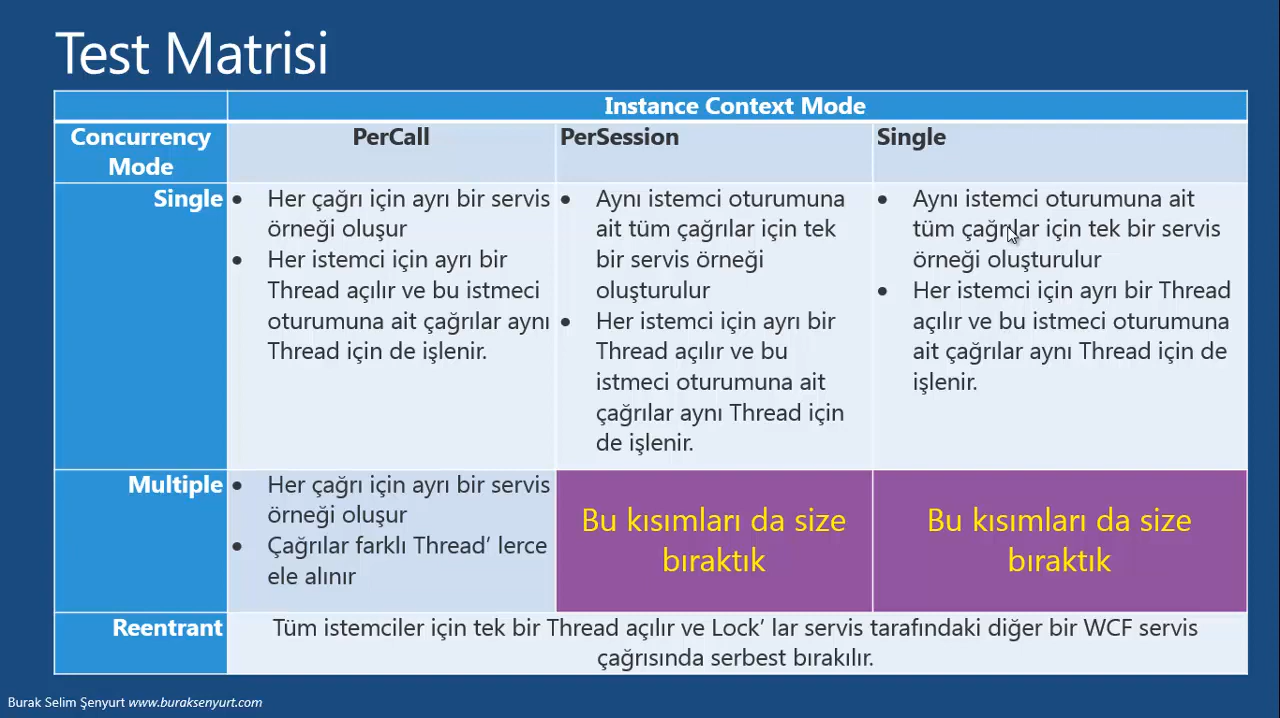 Test Matrisi
Instance Context Mode
Concurrency
Mode
PerCall
PerSession
Single
Single
• Her çağrı için ayrı bir servis
örneği oluşur
• Her istemci için ayrı bir
Thread açılır ve bu istmeci
oturumuna ait çağrılar aynı
Thread için de işlenir.
• Aynı istemci oturumuna
ait tüm çağrılar için tek
bir servis örneği
oluşturulur
• Her istemci için ayrı bir
Thread açılır ve bu
istmeci oturumuna ait
çağrılar aynı Thread için
de işlenir.
• Aynı istemci oturumuna ait
tüm çağrılar için tek bir servis
örneği oluşturulur
• Her istemci için ayrı bir Thread
açılır ve bu istmeci oturumuna
ait çağrılar aynı Thread için de
işlenir.
Multiple
• Her çağrı için ayrı bir servis
örneği oluşur
• Çağrılar farklı Thread’ lerce
ele alınır
Bu kısımları da size
bıraktık
Bu kısımları da size
bıraktık
Reentrant
Tüm istemciler için tek bir Thread açılır ve Lock’ lar servis tarafındaki diğer bir WCF servis
çağrısında serbest bırakılır.
Burak Selim Şenyurt www.buraksenyurt.com